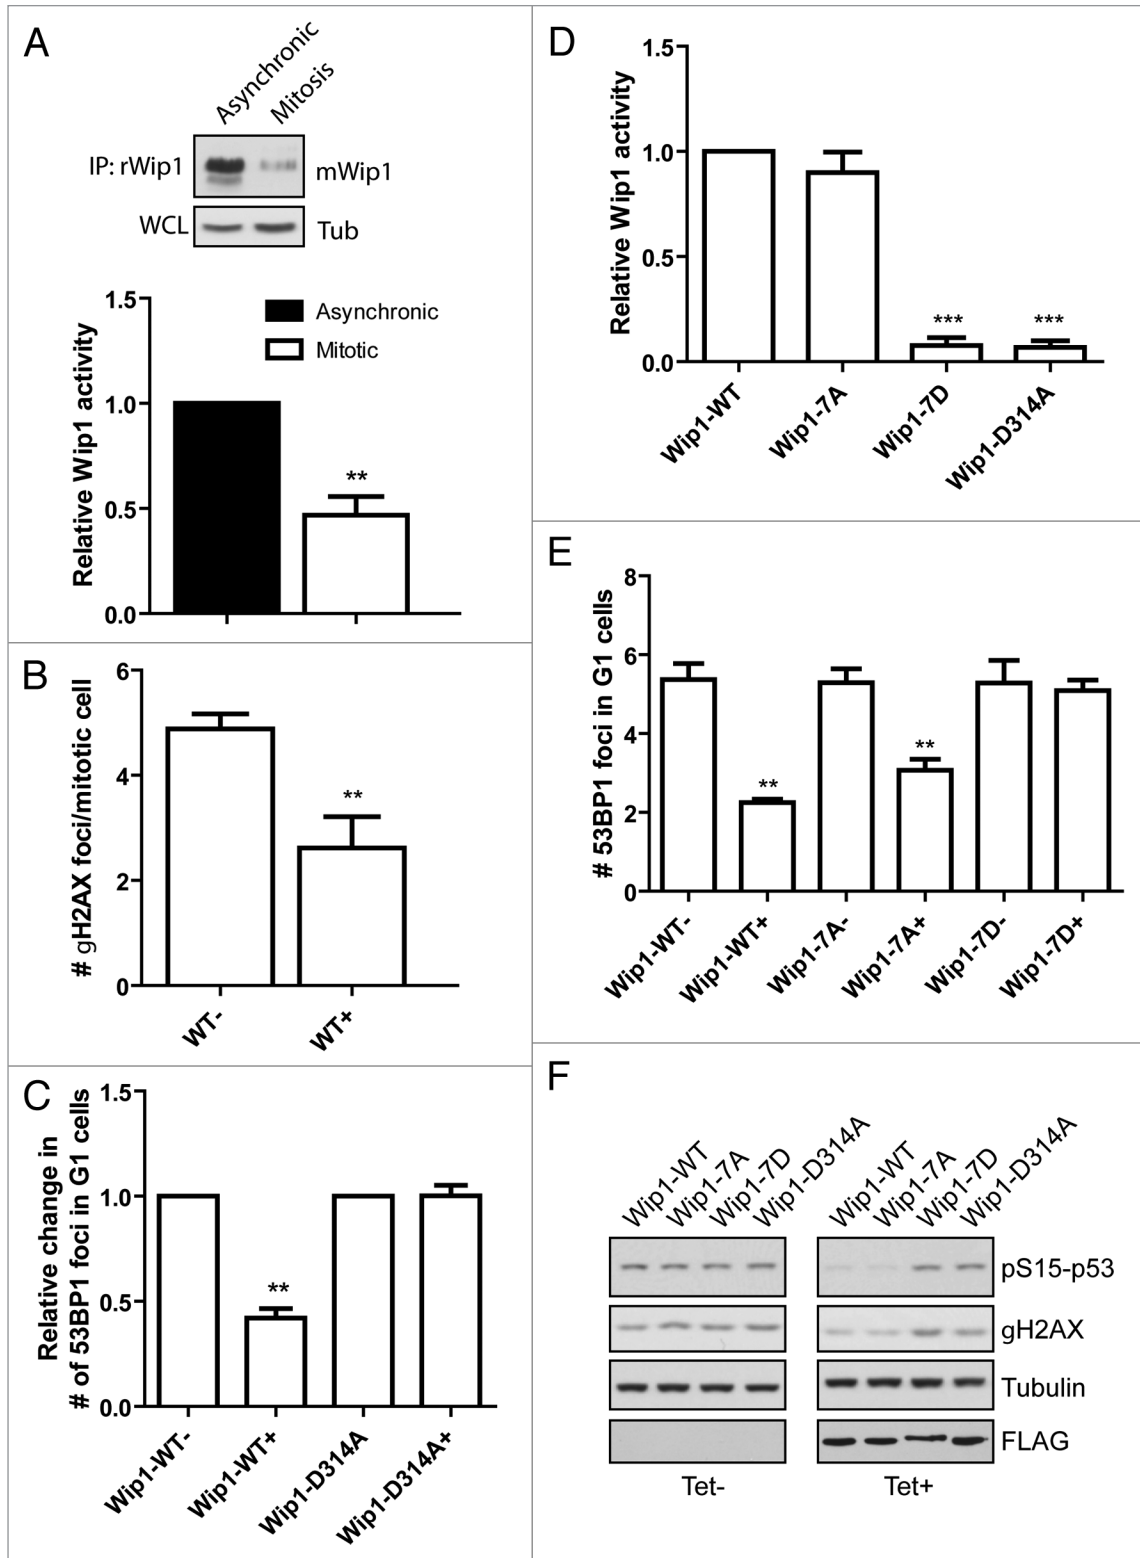 A
Asynchronic
Mitosis
IP: rWip1
mWip1
WCL
Tub
1.5
1.0
0.5
0.0
Relative Wip1 activity
Asynchronic
Mitotic
**
B
6
4
2
0
# gH2AX foci/mitotic cell
**
WT-
WT+
C
1.5
1.0
0.5
0.0
Relative change in
# of 53BP1 foci in G1 cells
**
Wip1-WT-
Wip1-WT+
Wip1-D314A
Wip1-D314A+
D
1.5
1.0
0.5
0.0
Relative Wip1 activity
***
***
Wip1-WT
Wip1-7A
Wip1-7D
Wip1-D314A
E
8
6
4
2
0
# 53BP1 foci in G1 cells
**
**
Wip1-WT-
Wip1-WT+
Wip1-7A-
Wip1-7A+
Wip1-7D-
Wip1-7D+
F
Wip1-WT
Wip1-7A
Wip1-7D
Wip1-D314A
Wip1-WT
Wip1-7A
Wip1-7D
Wip1-D314A
pS15-p53
gH2AX
Tubulin
FLAG
Tet-
Tet+